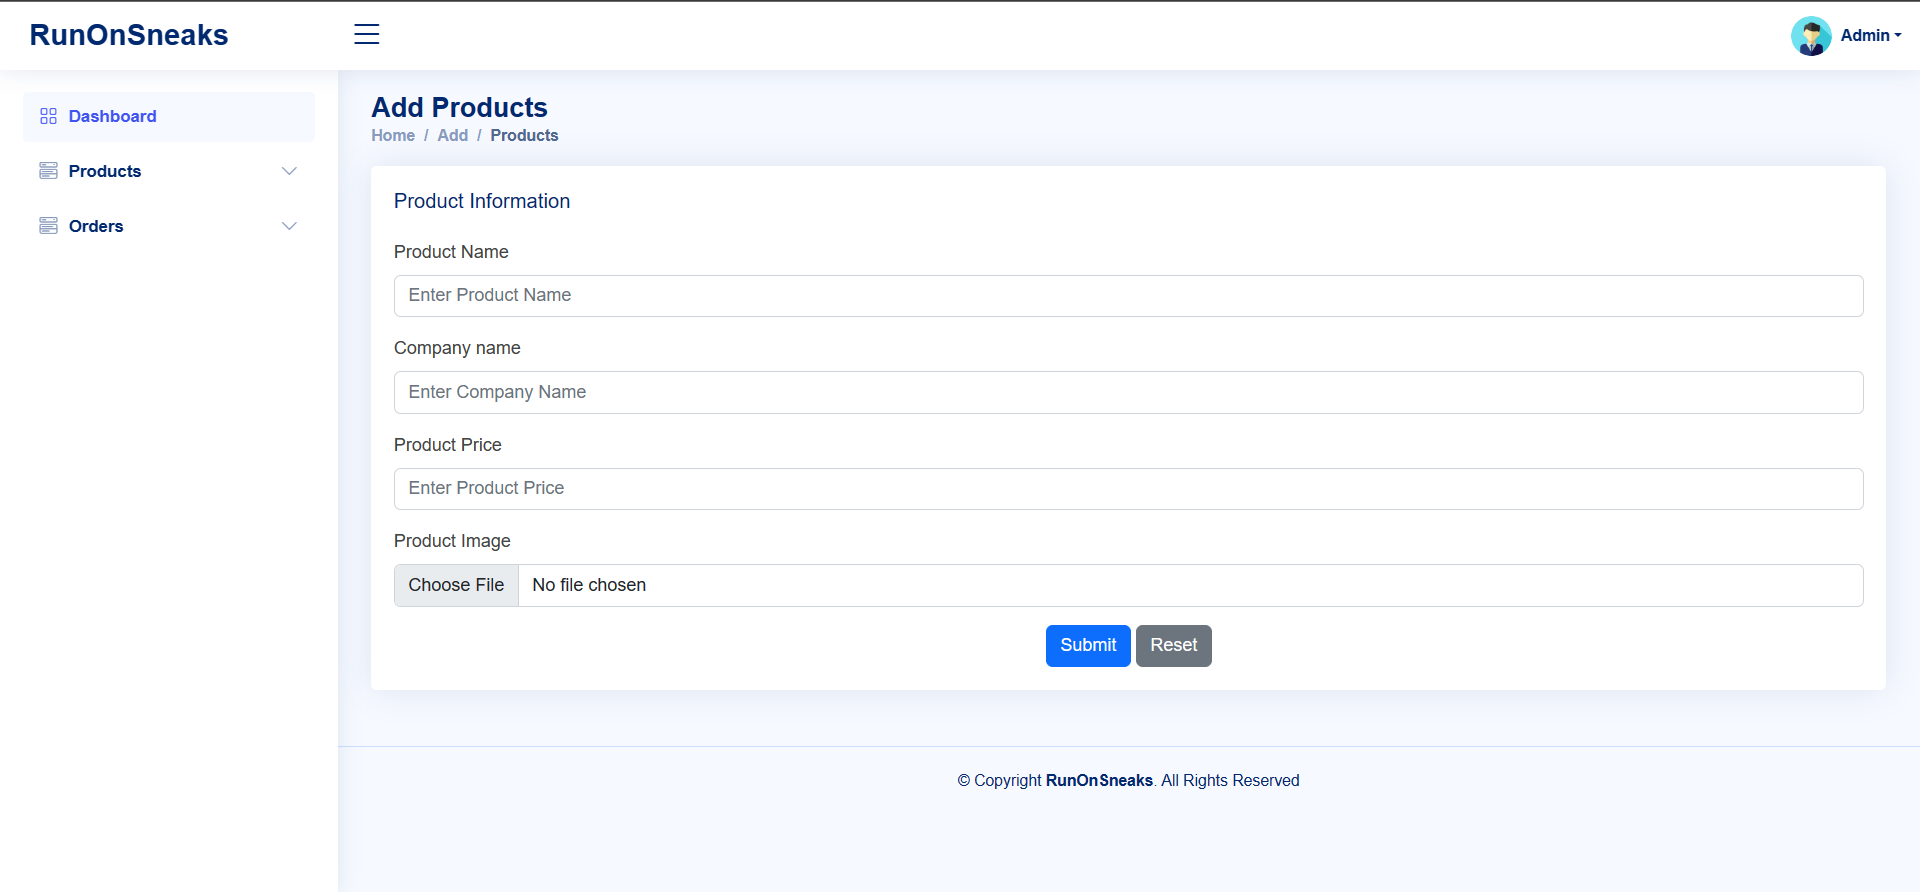 RunOnSneaks
Admin
Dashboard
Products
Orders
Add Products
Home / Add / Products
Product Information
Product Name
Enter Product Name
Company name
Enter Company Name
Product Price
Enter Product Price
Product Image
Choose File No file chosen
Submit Reset
© Copyright RunOnSneaks. All Rights Reserved